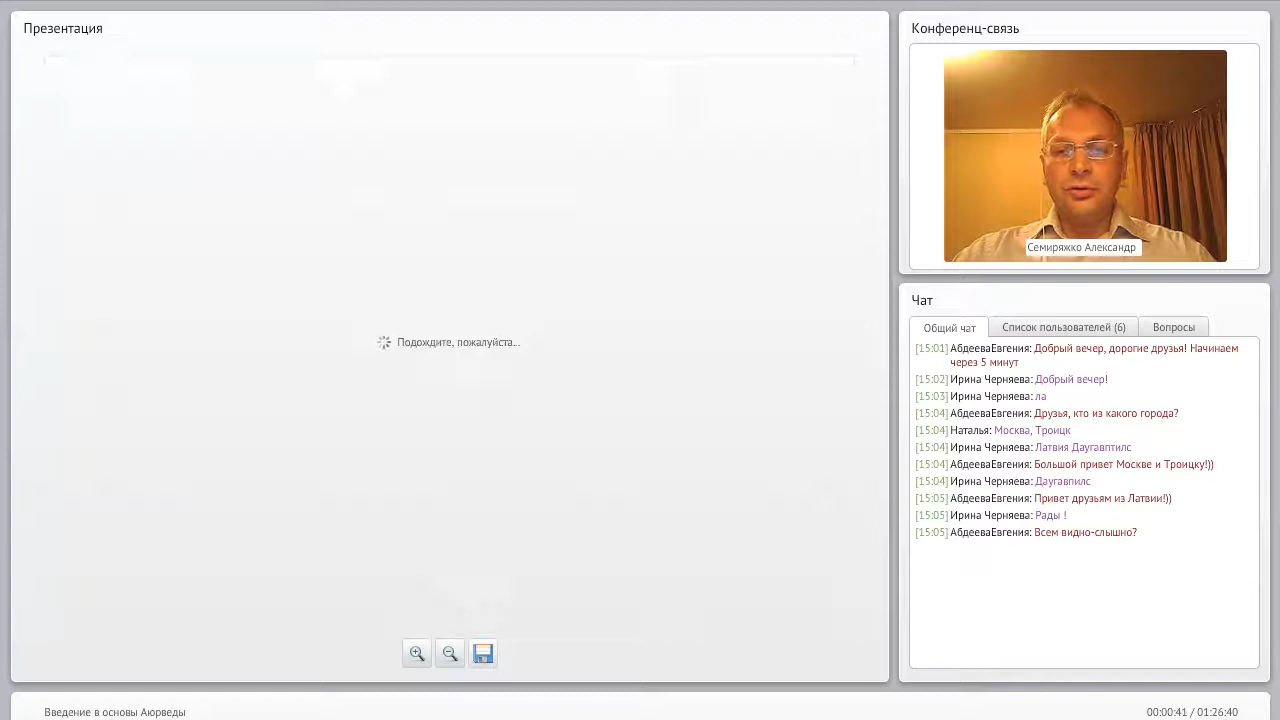 Презентация
Подождите, пожалуйста...
Конференц-связь
Семиряжко Александр
Чат
Общий чат
Список пользователей (6)
Вопросы
[15:01] АбдееваЕвгения: Добрый вечер, дорогие друзья! Начинаем
через 5 минут
[15:02] Ирина Черняева: Добрый вечер!
[15:03] Ирина Черняева: ла
[15:04] АбдееваЕвгения: Друзья, кто из какого города?
[15:04] Наталья: Москва, Троицк
[15:04] Ирина Черняева: Латвия Даугавптилс
[15:04] АбдееваЕвгения: Большой привет Москве и Троицку!))
[15:04] Ирина Черняева: Даугавпилс
[15:05] АбдееваЕвгения: Привет друзьям из Латвии!))
[15:05] Ирина Черняева: Рады !
[15:05] АбдееваЕвгения: Всем видно-слышно?
Введение в основы Аюрведы
00:00:41 / 01:26:40